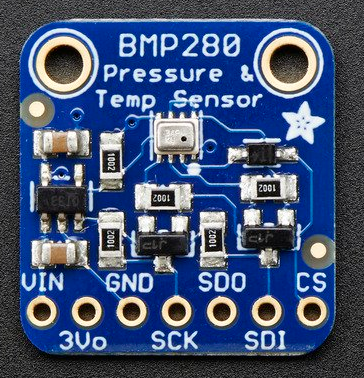 BMP280
Pressure &
Temp Sensor
1002
1002
1002
1002
1002
VIN GND SDO CS
3Vo SCK SDI